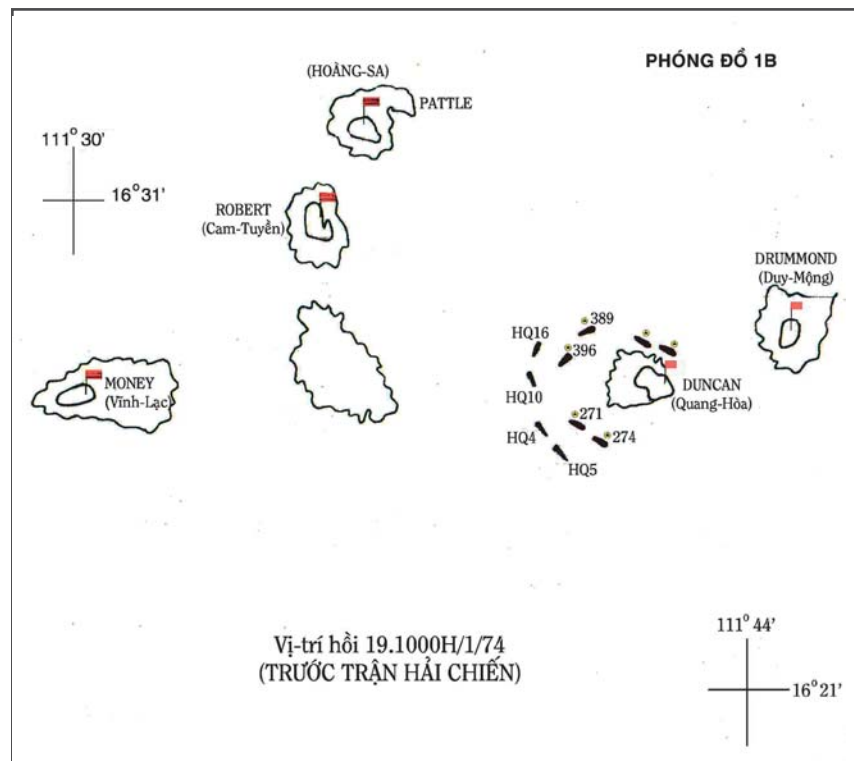 PHÓNG ĐỒ 1B
(HOÀNG-SA)
PATTLE
111° 30'
16° 31'
ROBERT
(Cam-Tuyền)
DRUMMOND
(Duy-Mộng)
389
HQ16
396
MONEY
(Vĩnh-Lạc)
HQ10
DUNCAN
(Quang-Hòa)
271
HQ4
274
HQ5
111° 44'
16° 21'
Vị-trí hồi 19.1000H/1/74
(TRƯỚC TRẬN HẢI CHIẾN)